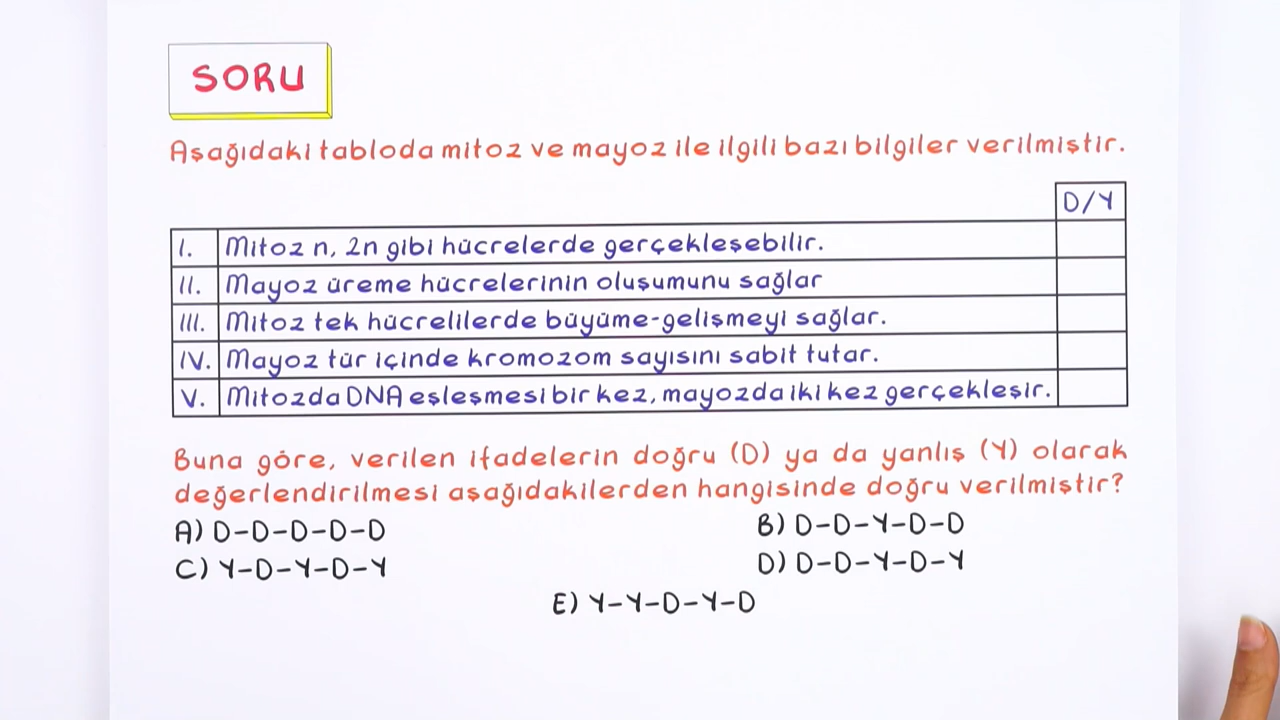 SORU
Aşağıdaki tabloda mitoz ve mayoz ile ilgili bazı bilgiler verilmiştir.
D/Y
I. Mitoz n, 2n gibi hücrelerde gerçekleşebilir.
II. Mayoz üreme hücrelerinin oluşumunu sağlar
III. Mitoz tek hücrelilerde büyüme-gelişmeyi sağlar.
IV. Mayoz tür içinde kromozom sayısını sabit tutar.
V. Mitozda DNA eşleşmesi bir kez, mayozda iki kez gerçekleşir.
Buna göre, verilen ifadelerin doğru (D) ya da yanlış (Y) olarak
değerlendirilmesi aşağıdakilerden hangisinde doğru verilmiştir?
A) D-D-D-D-D B) D-D-Y-D-D
C) Y-D-Y-D-Y D) D-D-Y-D-Y
E) Y-Y-D-Y-D